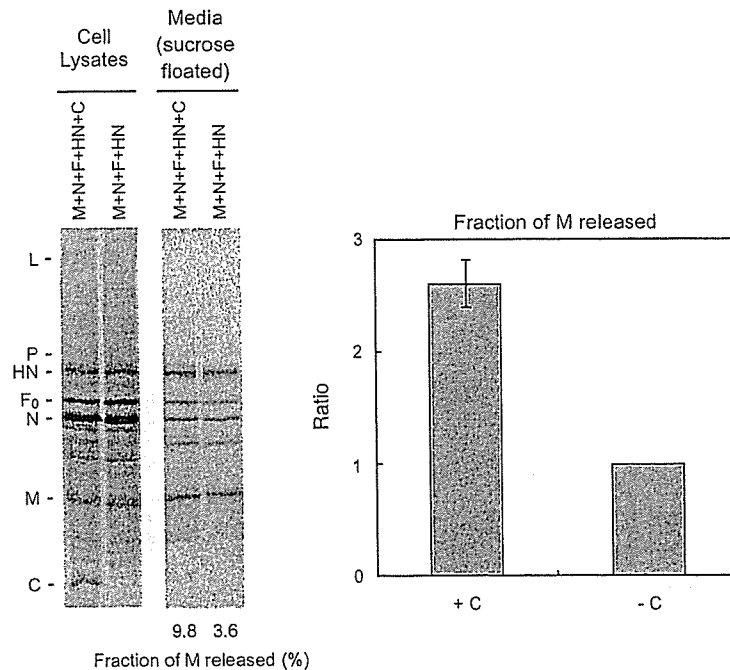 Cell
Lysates
Media
(sucrose
floated)
M+N+F+HN+C
M+N+F+HN
M+N+F+HN+C
M+N+F+HN
L -
P -
HN -
F₀ -
N -
M -
C -
9.8 3.6
Fraction of M released (%)
Fraction of M released
3
2
1
0
Ratio
+ C
- C